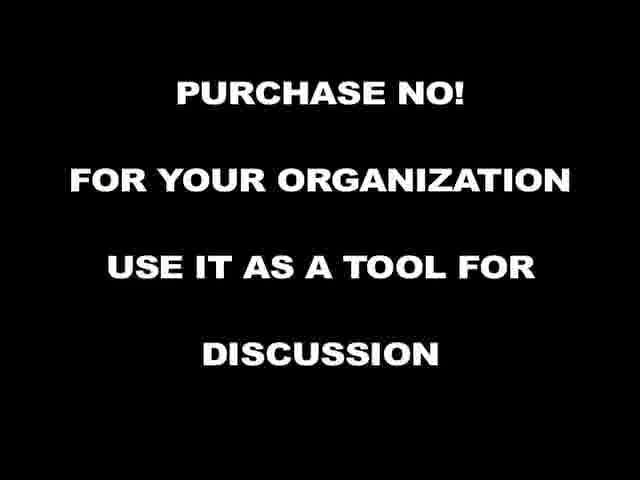 PURCHASE NO!
FOR YOUR ORGANIZATION
USE IT AS A TOOL FOR
DISCUSSION